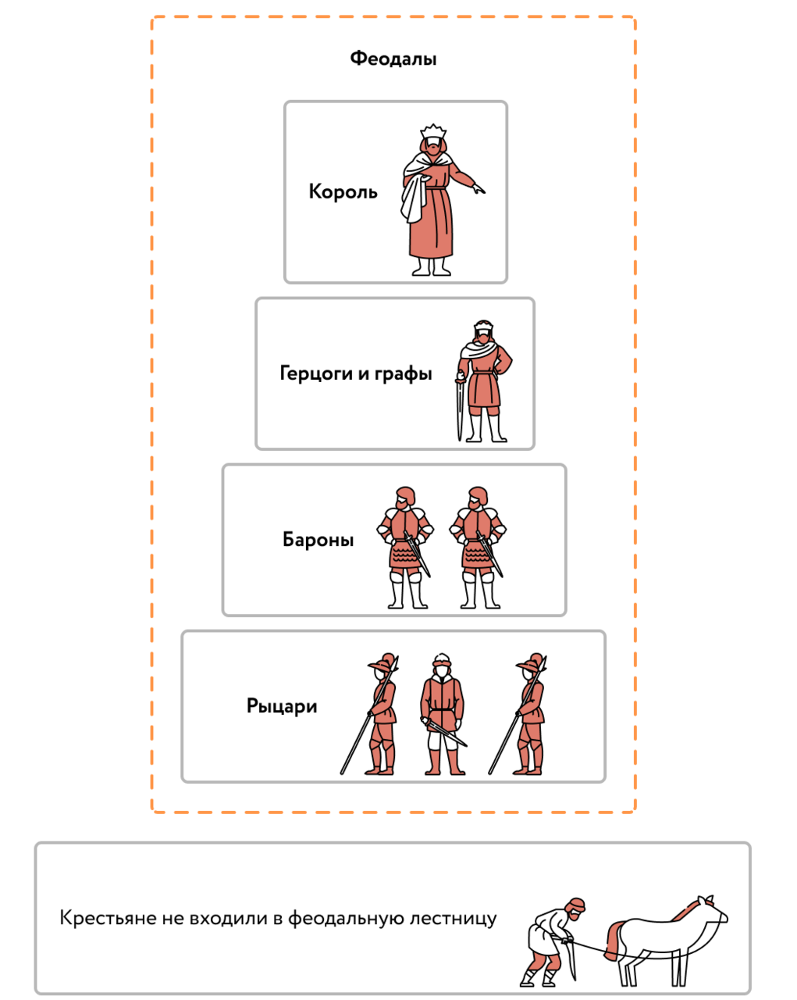 Феодалы
Король
Герцоги и графы
Бароны
Рыцари
Крестьяне не входили в феодальную лестницу